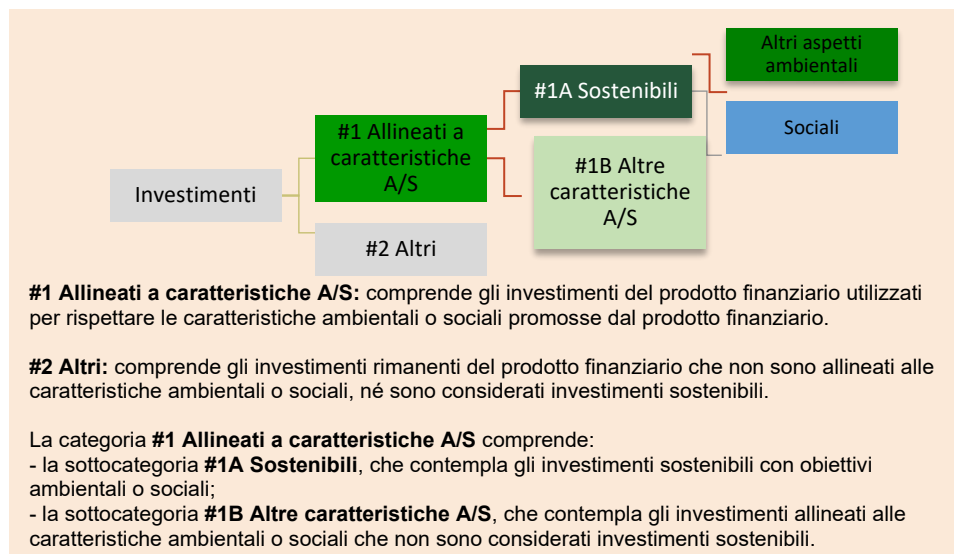 Altri aspetti
ambientali
#1A Sostenibili
Sociali
#1 Allineati a
caratteristiche
A/S
#1B Altre
caratteristiche
A/S
Investimenti
#2 Altri
#1 Allineati a caratteristiche A/S: comprende gli investimenti del prodotto finanziario utilizzati
per rispettare le caratteristiche ambientali o sociali promosse dal prodotto finanziario.
#2 Altri: comprende gli investimenti rimanenti del prodotto finanziario che non sono allineati alle
caratteristiche ambientali o sociali, né sono considerati investimenti sostenibili.
La categoria #1 Allineati a caratteristiche A/S comprende:
- la sottocategoria #1A Sostenibili, che contempla gli investimenti sostenibili con obiettivi
ambientali o sociali;
- la sottocategoria #1B Altre caratteristiche A/S, che contempla gli investimenti allineati alle
caratteristiche ambientali o sociali che non sono considerati investimenti sostenibili.